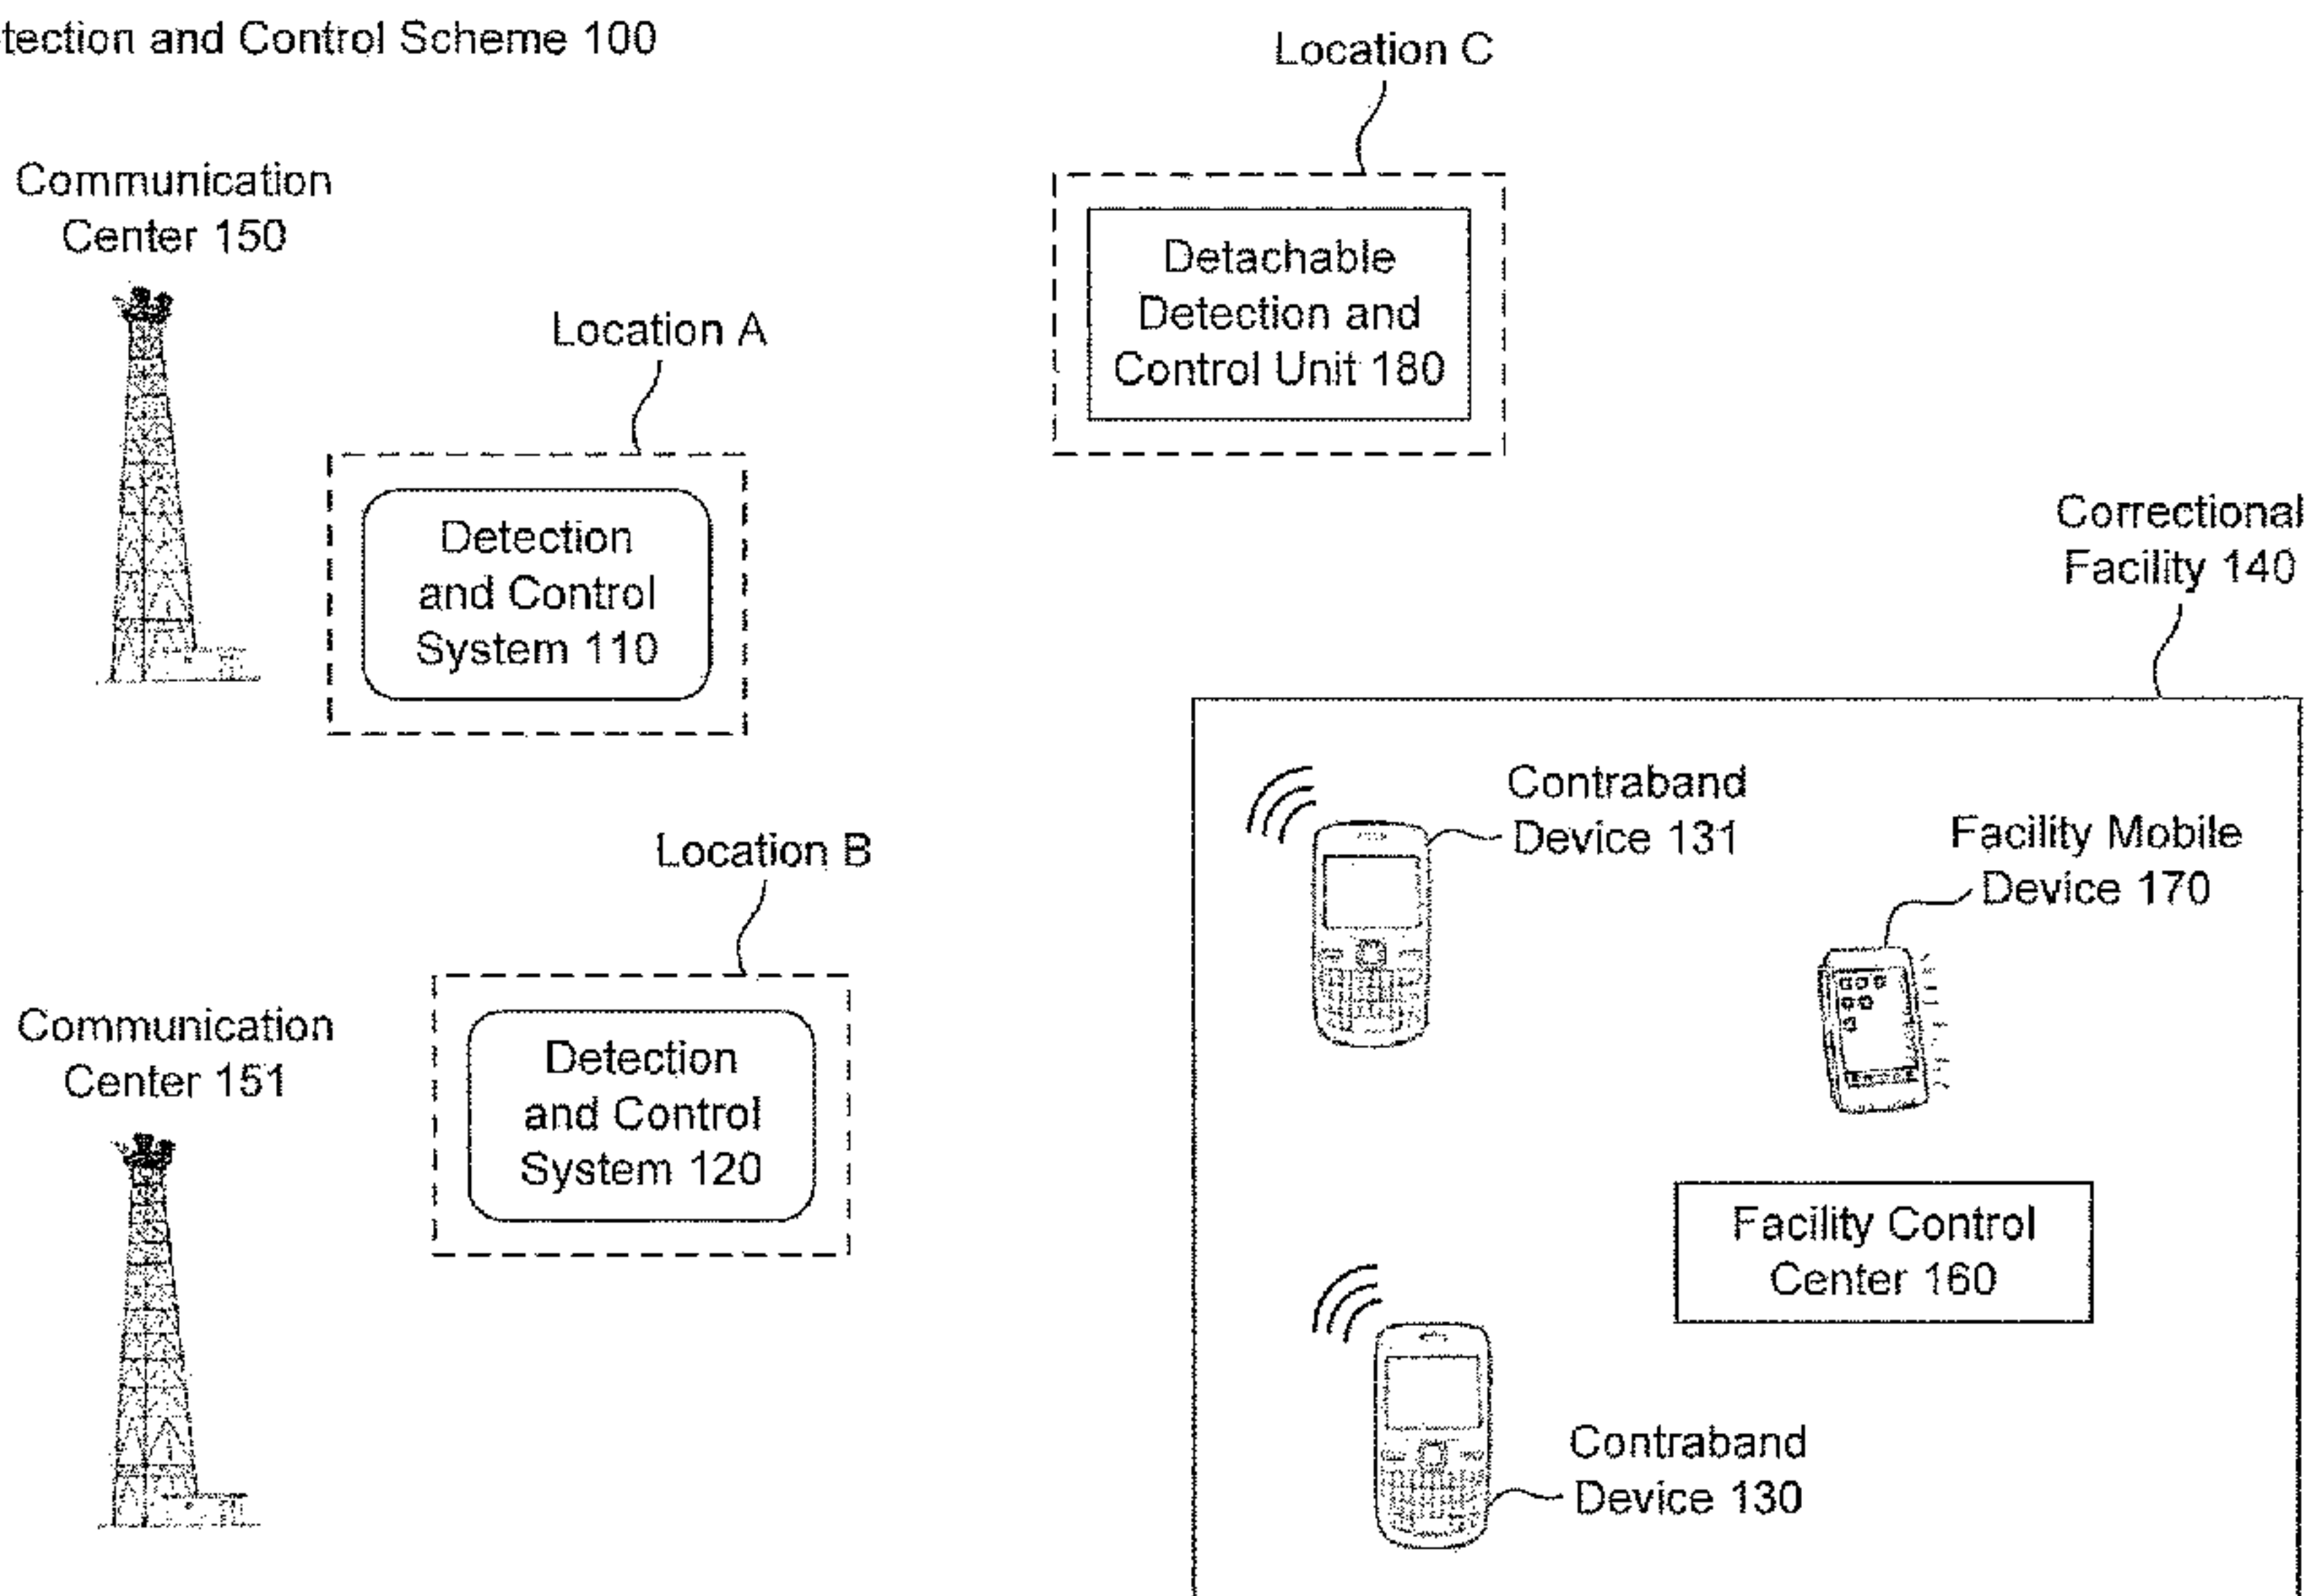 tection and Control Scheme 100
Location C
Communication
Center 150
Detachable
Detection and
Control Unit 180
Location A
Detection
and Control
System 110
Correctional
Facility 140
Contraband
Device 131
Facility Mobile
Device 170
Location B
Communication
Center 151
Detection
and Control
System 120
Facility Control
Center 160
Contraband
Device 130